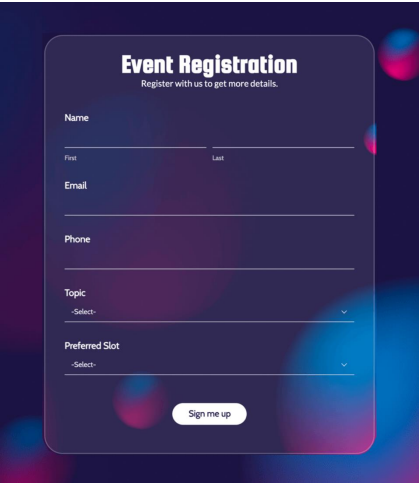 Event Registration
Register with us to get more details.
Name
First Last
Email
Phone
Topic
-Select-
Preferred Slot
-Select-
Sign me up